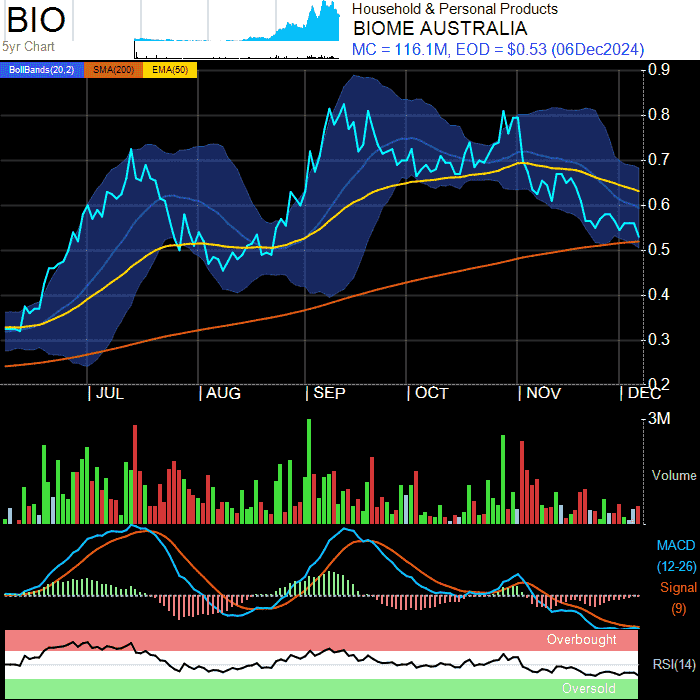 BIO
5yr Chart
Household & Personal Products
BIOME AUSTRALIA
MC = 116.1M, EOD = $0.53 (06Dec2024)
BollBands(20,2) SMA(200) EMA(50)
0.9
0.8
0.7
0.6
0.5
0.4
0.3
0.2
JUL AUG SEP OCT NOV DEC
3M
Volume
MACD
(12-26)
Signal
(9)
Overbought
RSI(14)
Oversold